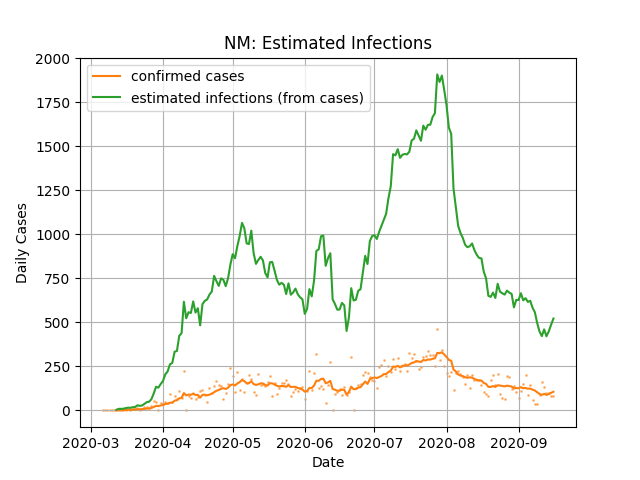 NM: Estimated Infections
confirmed cases
estimated infections (from cases)
Daily Cases
2000
1750
1500
1250
1000
750
500
250
0
2020-03 2020-04 2020-05 2020-06 2020-07 2020-08 2020-09
Date